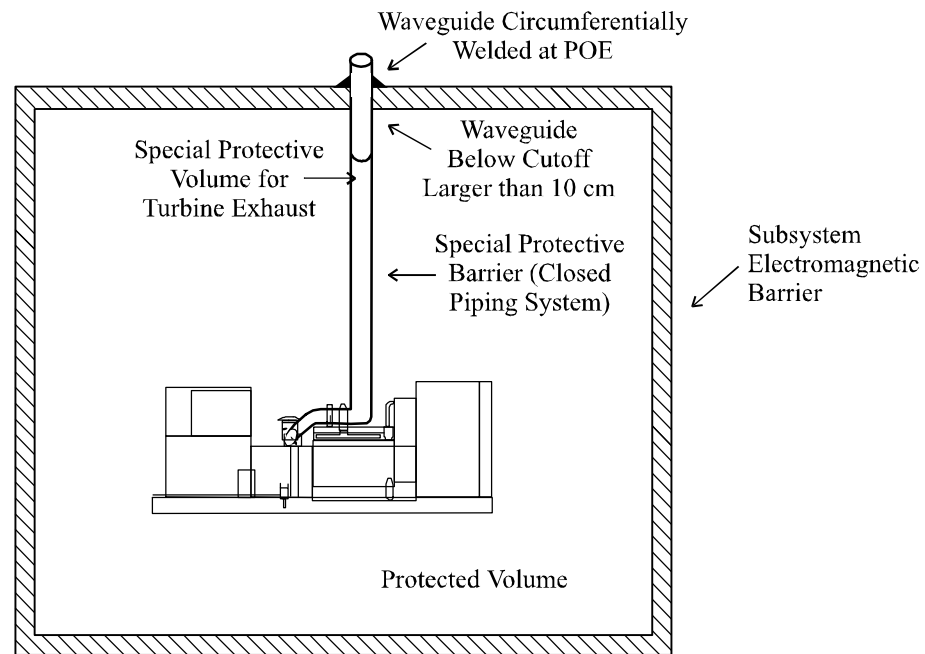 Waveguide Circumferentially
Welded at POE
Special Protective
Volume for
Turbine Exhaust
Waveguide
Below Cutoff
Larger than 10 cm
Special Protective
Barrier (Closed
Piping System)
Subsystem
Electromagnetic
Barrier
Protected Volume